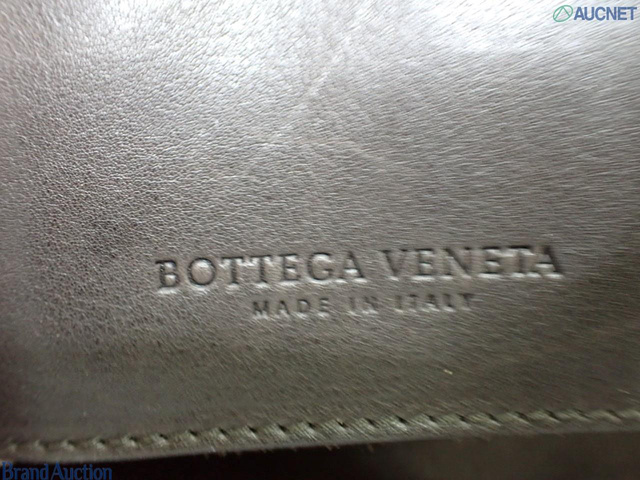 AUCNET
BOTTEGA VENETA
MADE IN ITALY
Brand Auction